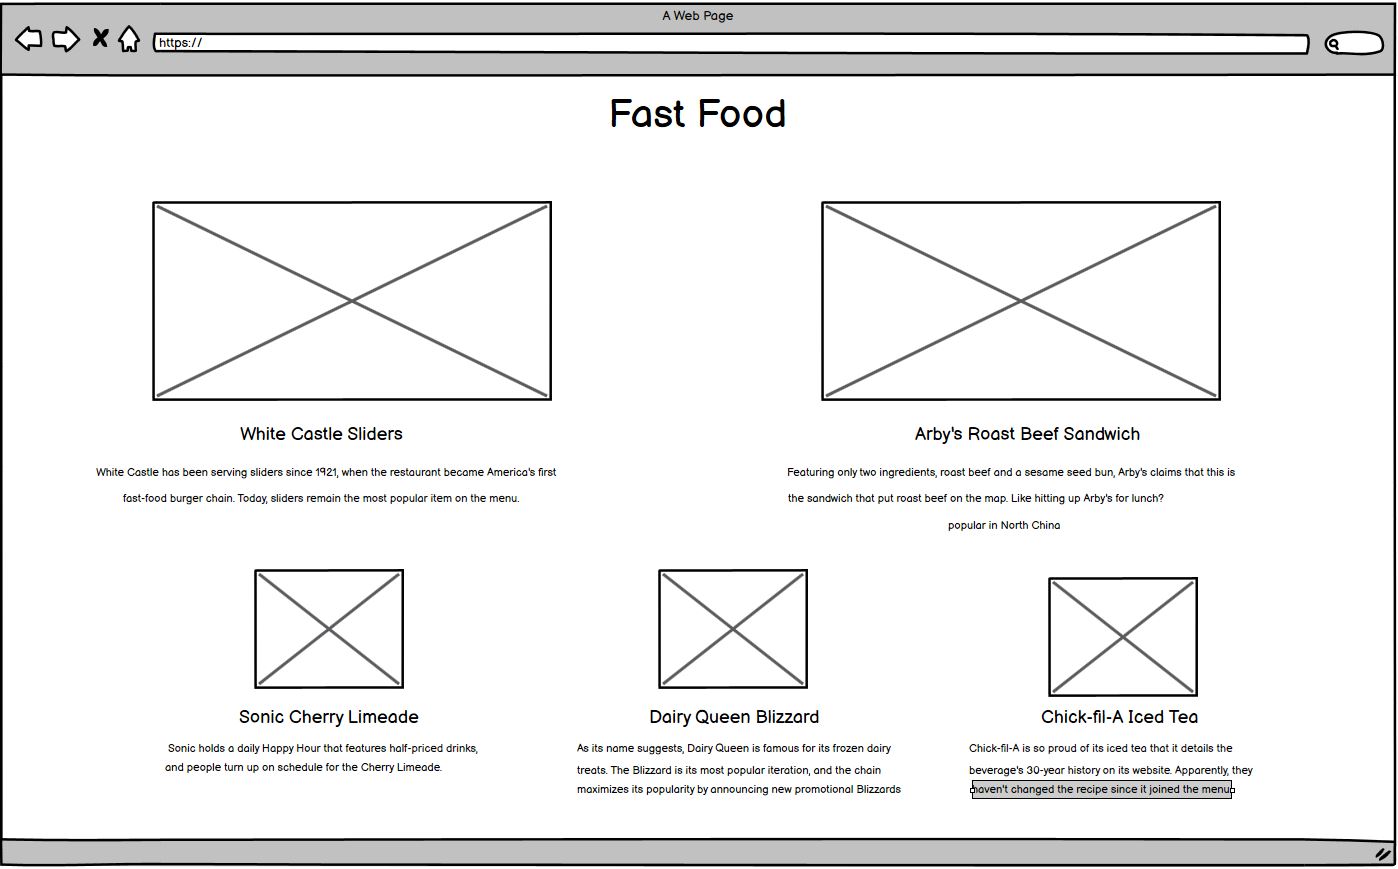 A Web Page
https://
Fast Food
White Castle Sliders
White Castle has been serving sliders since 1921, when the restaurant became America's first
fast-food burger chain. Today, sliders remain the most popular item on the menu.
Arby's Roast Beef Sandwich
Featuring only two ingredients, roast beef and a sesame seed bun, Arby's claims that this is
the sandwich that put roast beef on the map. Like hitting up Arby's for lunch?
popular in North China
Sonic Cherry Limeade
Sonic holds a daily Happy Hour that features half-priced drinks,
and people turn up on schedule for the Cherry Limeade.
Dairy Queen Blizzard
As its name suggests, Dairy Queen is famous for its frozen dairy
treats. The Blizzard is its most popular iteration, and the chain
maximizes its popularity by announcing new promotional Blizzards
Chick-fil-A Iced Tea
Chick-fil-A is so proud of its iced tea that it details the
beverage's 30-year history on its website. Apparently, they
haven't changed the recipe since it joined the menu